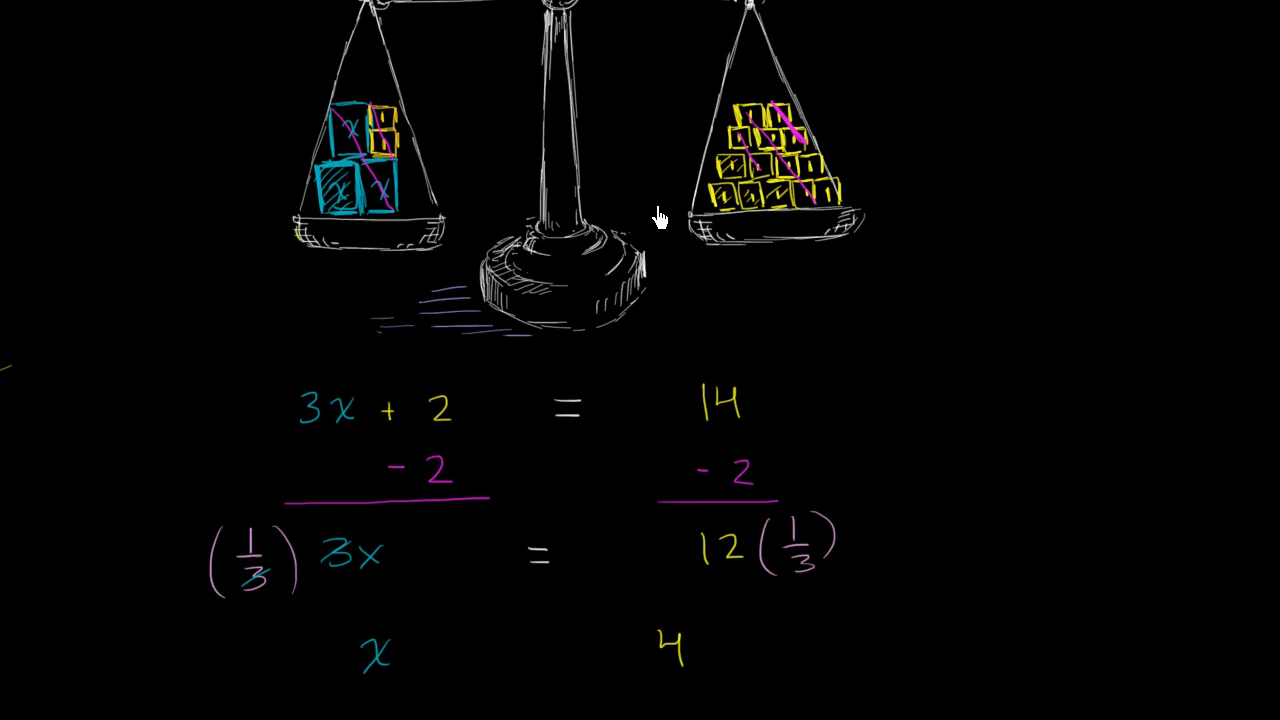 x 1
1
x x
1 1
1 1 1
1 1 1 1
1 1 1 1 1
3x + 2 = 14
- 2 - 2
(1/3) 3x = 12 (1/3)
x 4